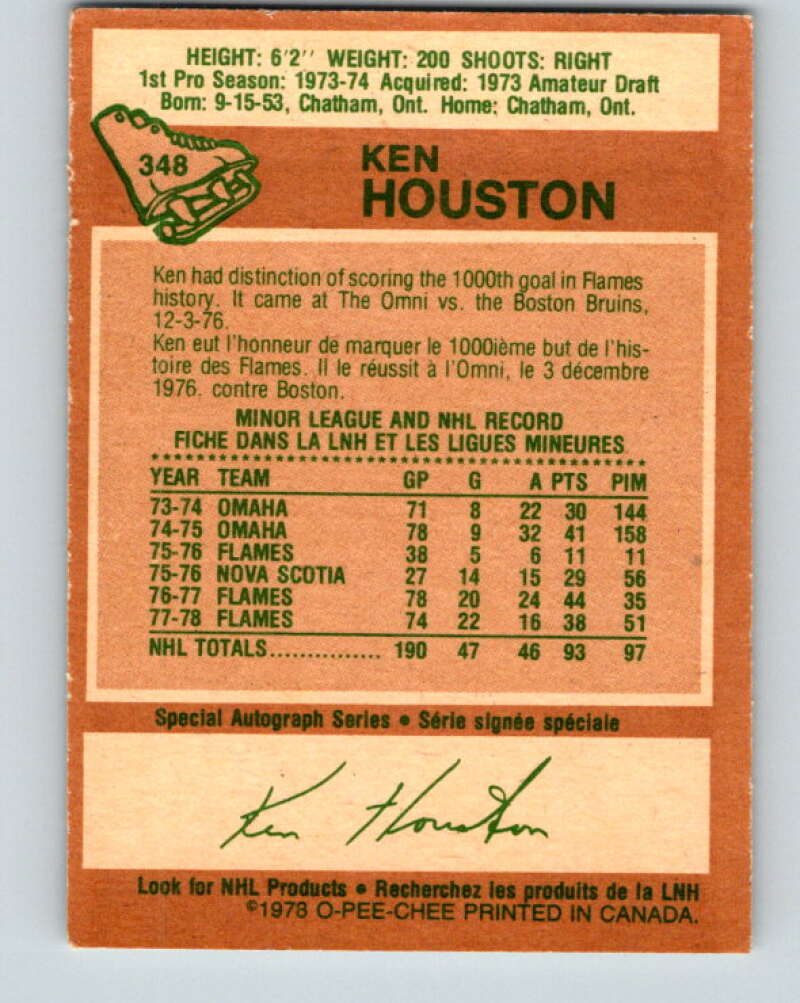 HEIGHT: 6'2'' WEIGHT: 200 SHOOTS: RIGHT
1st Pro Season: 1973-74 Acquired: 1973 Amateur Draft
Born: 9-15-53, Chatham, Ont. Home: Chatham, Ont.
348
KEN
HOUSTON
Ken had distinction of scoring the 1000th goal in Flames
history. It came at The Omni vs. the Boston Bruins,
12-3-76.
Ken eut l'honneur de marquer le 1000ième but de l'his-
toire des Flames. Il le réussit à l'Omni, le 3 décembre
1976. contre Boston.
MINOR LEAGUE AND NHL RECORD
FICHE DANS LA LNH ET LES LIGUES MINEURES
YEAR TEAM GP G A PTS PIM
73-74 OMAHA 71 8 22 30 144
74-75 OMAHA 78 9 32 41 158
75-76 FLAMES 38 5 6 11 11
75-76 NOVA SCOTIA 27 14 15 29 56
76-77 FLAMES 78 20 24 44 35
77-78 FLAMES 74 22 16 38 51
NHL TOTALS............... 190 47 46 93 97
Special Autograph Series • Série signée spéciale
Ken Houston
Look for NHL Products • Recherchez les produits de la LNH
©1978 O-PEE-CHEE PRINTED IN CANADA.